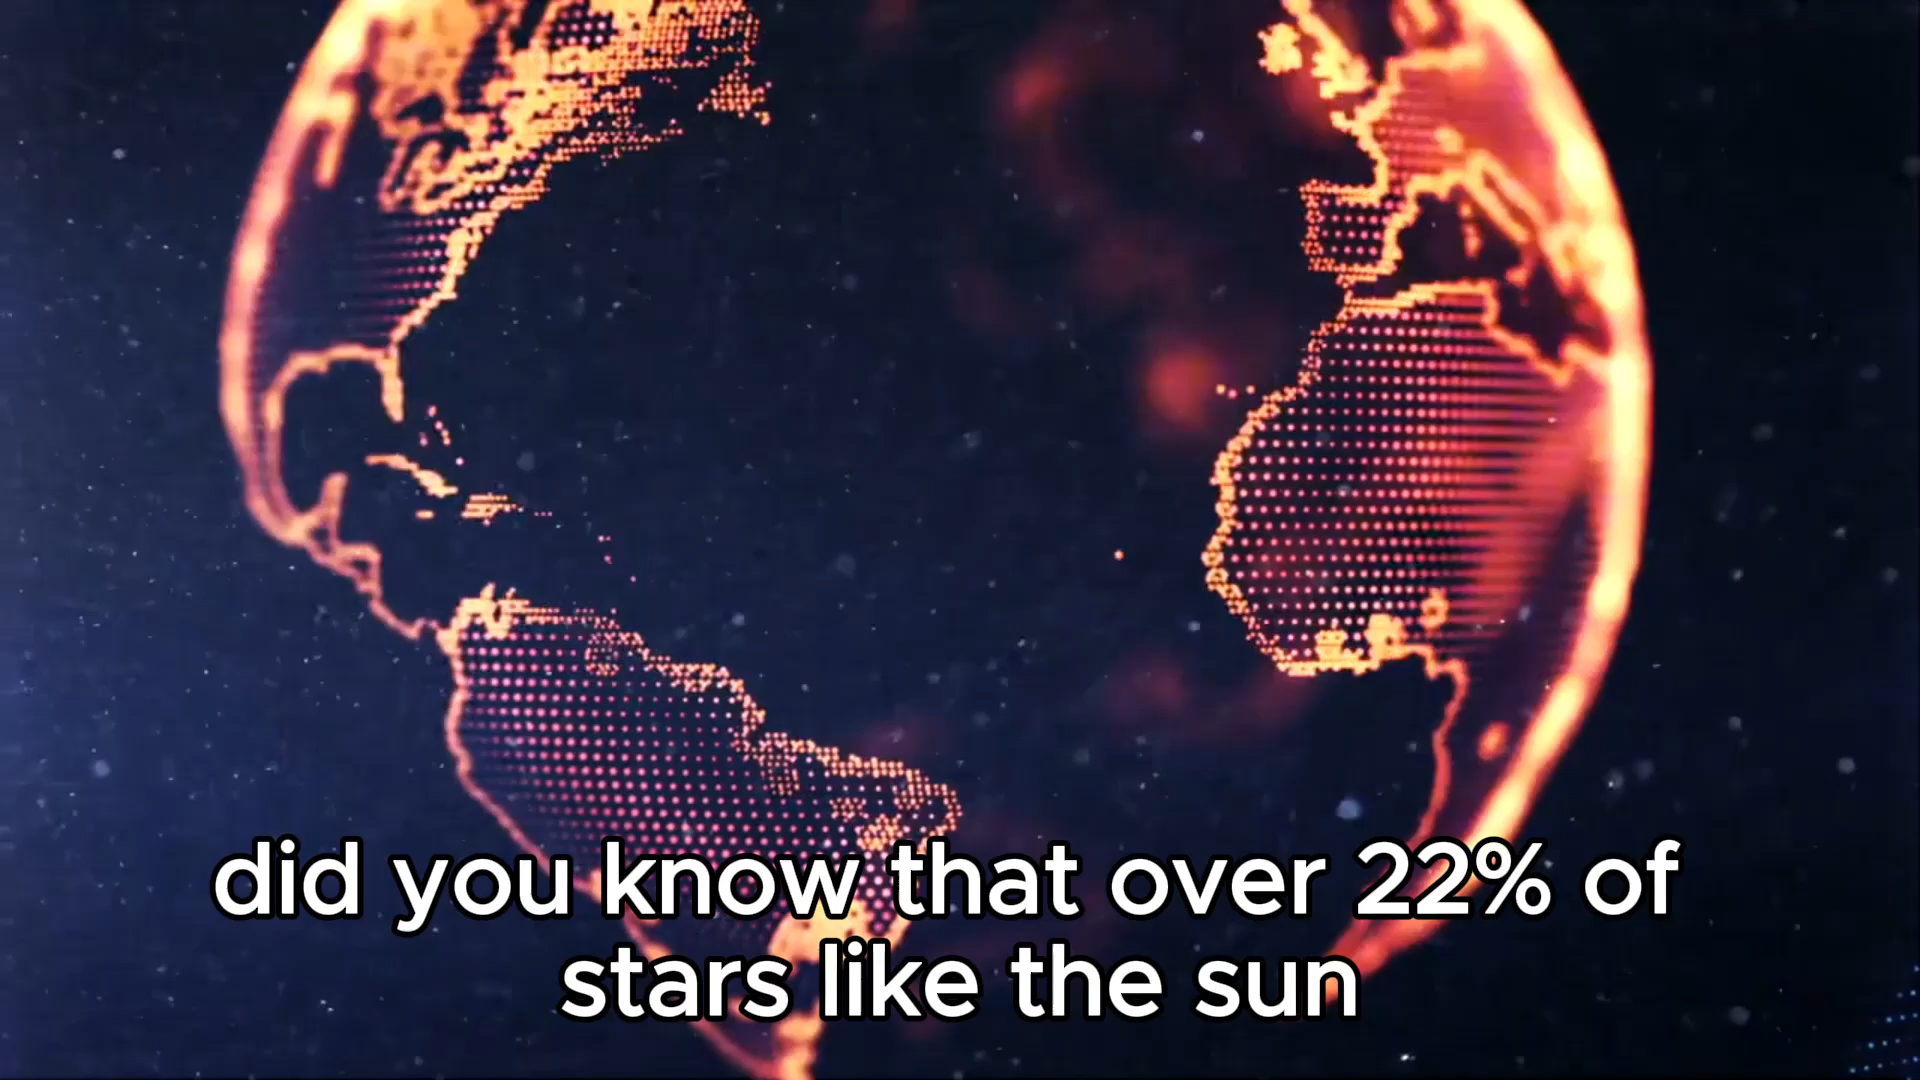 did you know that over 22% of
stars like the sun